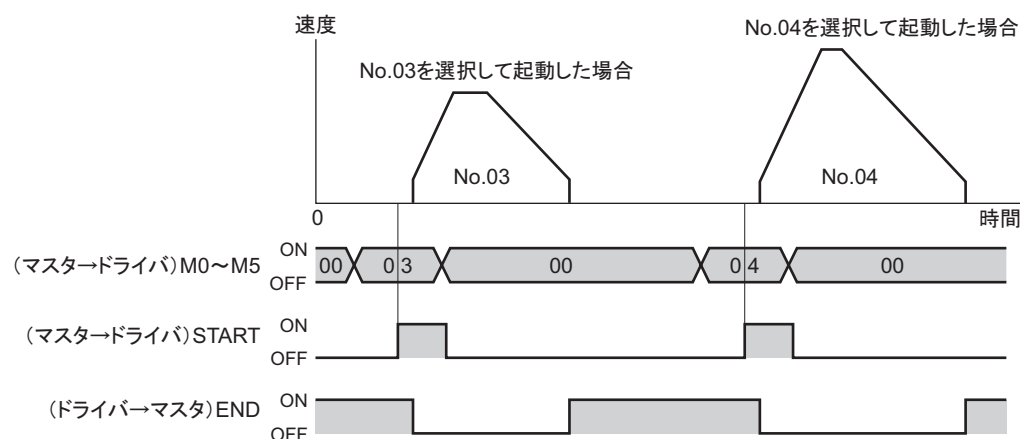 速度
No.04を選択して起動した場合
No.03を選択して起動した場合
No.03
No.04
0
時間
(マスタ→ドライバ)M0～M5
ON
OFF
00
03
00
04
00
(マスタ→ドライバ)START
ON
OFF
(ドライバ→マスタ)END
ON
OFF